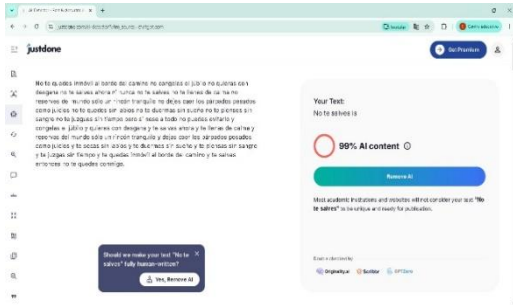 justdone
Get Premium
No te quedes inmóvil al borde del camino no congeles el júbilo no quieras con
desgana no te salves ahora ni nunca no te salves no te llenes de calma no
reserves del mundo sólo un rincón tranquilo no dejes caer los párpados pesados
como juicios no te quedes sin labios no te duermas sin sueño no te pienses sin
sangre no te juzgues sin tiempo pero si pese a todo no puedes evitarlo y
congelas el júbilo y quieres con desgana y te salvas ahora y te llenas de calma y
reservas del mundo sólo un rincón tranquilo y dejas caer los párpados pesados
como juicios y te secas sin labios y te duermes sin sueño y te piensas sin sangre
y te juzgas sin tiempo y te quedas inmóvil al borde del camino y te salvas
entonces no te quedes conmigo.
Your Text:
No te salves is
99% AI content
Remove AI
Most academic institutions and websites will not consider your text "No
te salves" to be unique and ready for publication.
Should we make your text "No te
salves" fully human-written?
Yes, Remove AI
Originality.ai
Scribbr
GPTZero